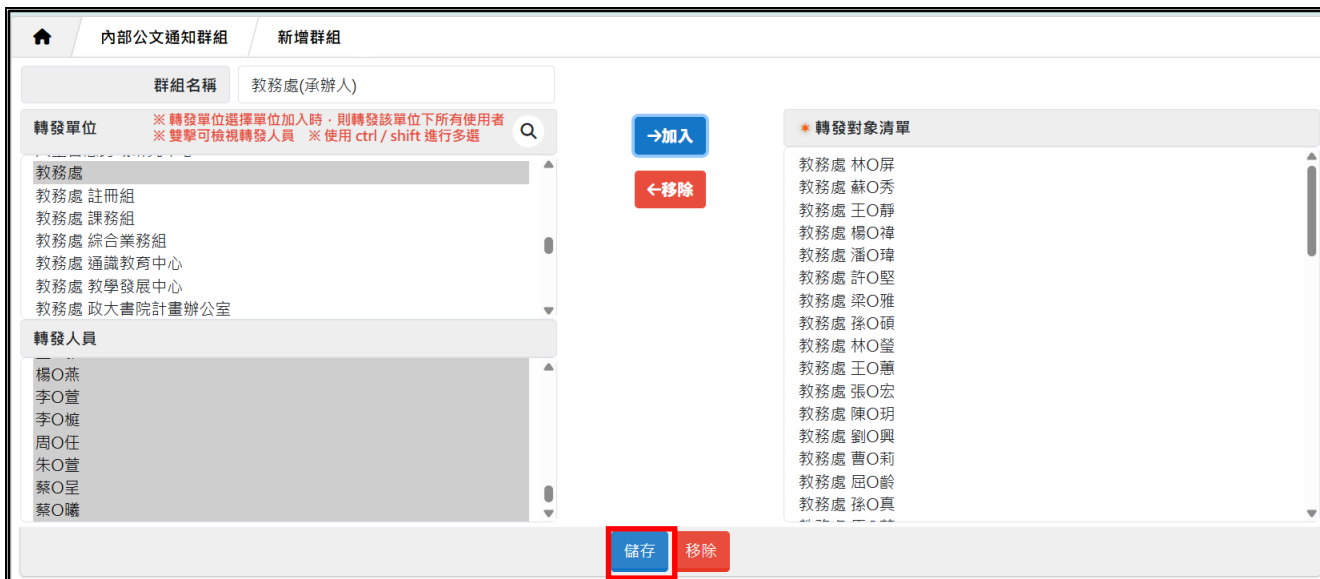 內部公文通知群組 新增群組
群組名稱 教務處(承辦人)
轉發單位
※ 轉發單位選擇單位加入時，則轉發該單位下所有使用者
※ 雙擊可檢視轉發人員 ※ 使用 ctrl / shift 進行多選
教務處
教務處 註冊組
教務處 課務組
教務處 綜合業務組
教務處 通識教育中心
教務處 教學發展中心
教務處 政大書院計畫辦公室
轉發人員
楊O燕
李O萱
李O榳
周O任
朱O萱
蔡O呈
蔡O曦
→加入
←移除
✶ 轉發對象清單
教務處 林O屏
教務處 蘇O秀
教務處 王O靜
教務處 楊O禕
教務處 潘O瑋
教務處 許O堅
教務處 梁O雅
教務處 孫O碩
教務處 林O螢
教務處 王O蕙
教務處 張O宏
教務處 陳O玥
教務處 劉O興
教務處 曹O莉
教務處 屈O齡
教務處 孫O真
儲存 移除